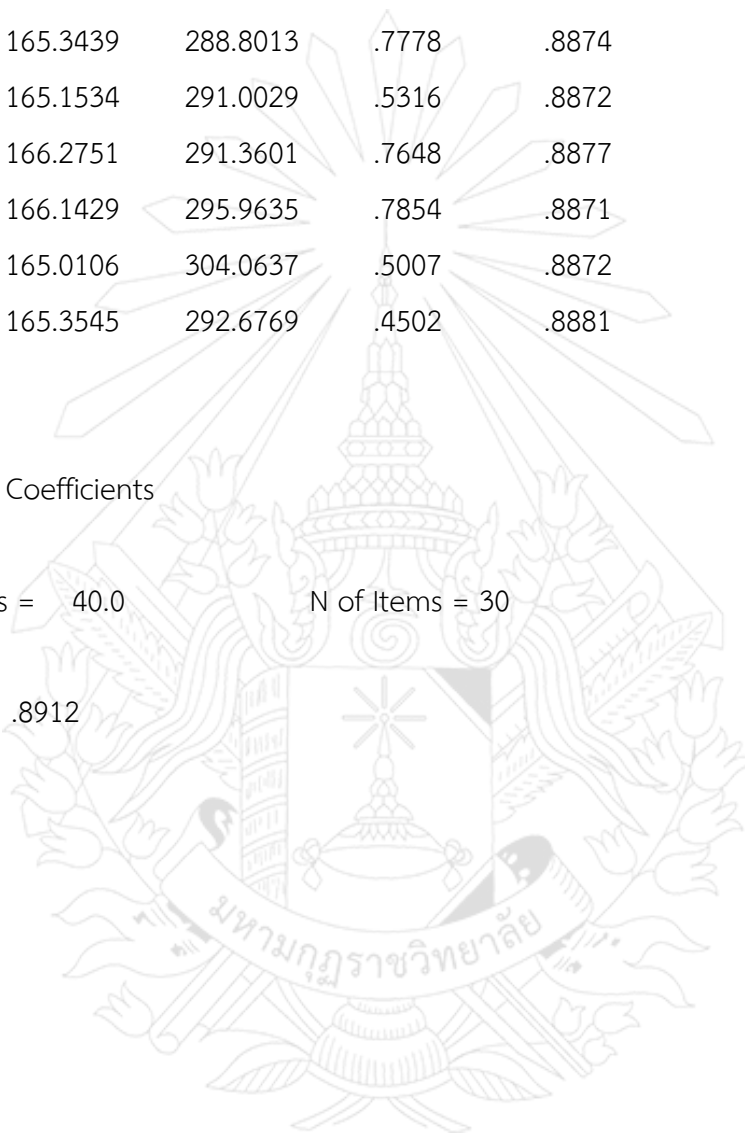 165.3439 288.8013 .7778 .8874
165.1534 291.0029 .5316 .8872
166.2751 291.3601 .7648 .8877
166.1429 295.9635 .7854 .8871
165.0106 304.0637 .5007 .8872
165.3545 292.6769 .4502 .8881
Coefficients
s = 40.0 N of Items = 30
.8912
มหามกุฏราชวิทยาลัย